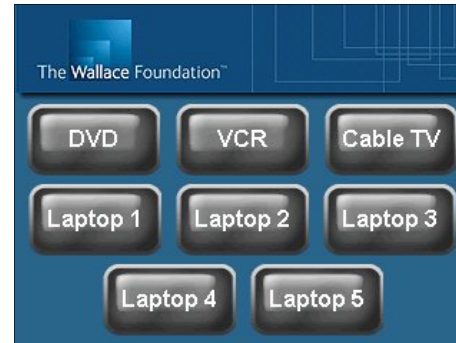 The Wallace Foundation™
DVD VCR Cable TV
Laptop 1 Laptop 2 Laptop 3
Laptop 4 Laptop 5